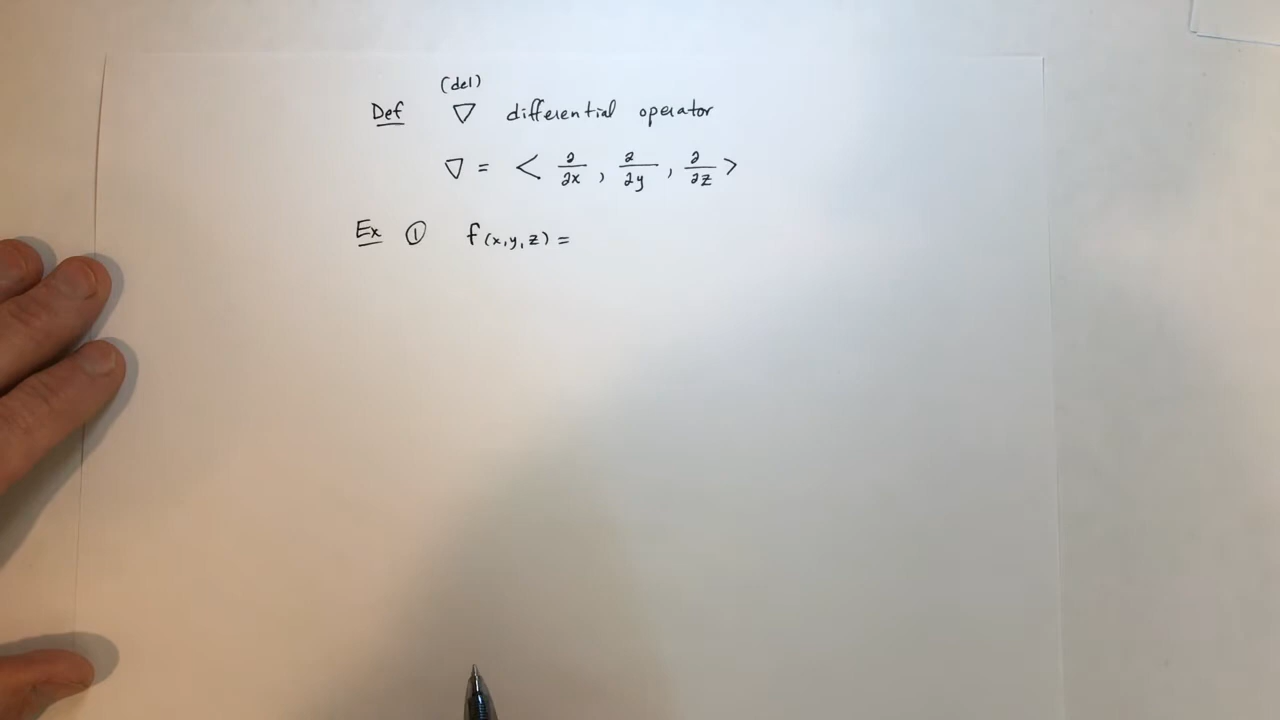 (del)
Def ∇ differential operator
∇ = < ∂/∂x , ∂/∂y , ∂/∂z >
Ex ① f(x,y,z) =